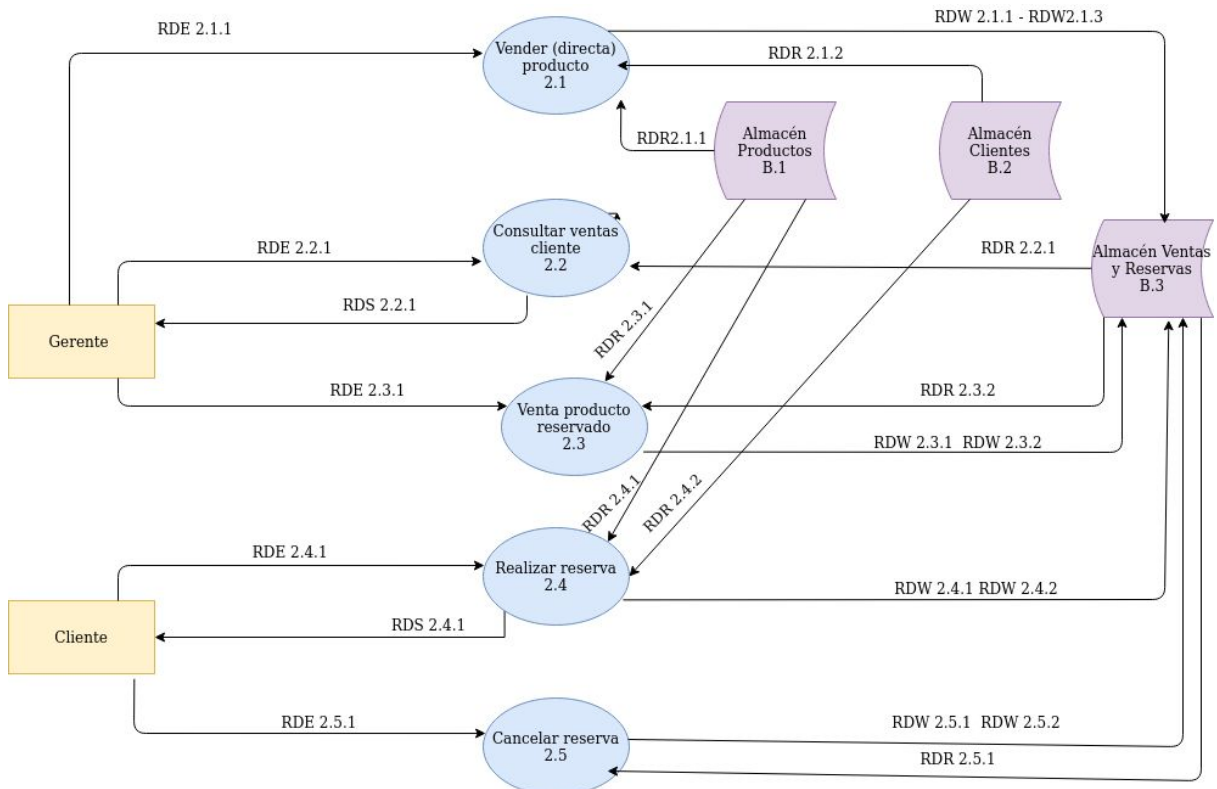 RDE 2.1.1
Vender (directa)
producto
2.1
RDW 2.1.1 - RDW2.1.3
RDR 2.1.2
RDR2.1.1
Almacén
Productos
B.1
Almacén
Clientes
B.2
Consultar ventas
cliente
2.2
RDE 2.2.1
RDR 2.2.1
Almacén Ventas
y Reservas
B.3
RDS 2.2.1
Gerente
RDR 2.3.1
RDE 2.3.1
Venta producto
reservado
2.3
RDR 2.3.2
RDW 2.3.1 RDW 2.3.2
RDR 2.4.1
RDR 2.4.2
RDE 2.4.1
Realizar reserva
2.4
RDW 2.4.1 RDW 2.4.2
RDS 2.4.1
Cliente
RDE 2.5.1
Cancelar reserva
2.5
RDW 2.5.1 RDW 2.5.2
RDR 2.5.1